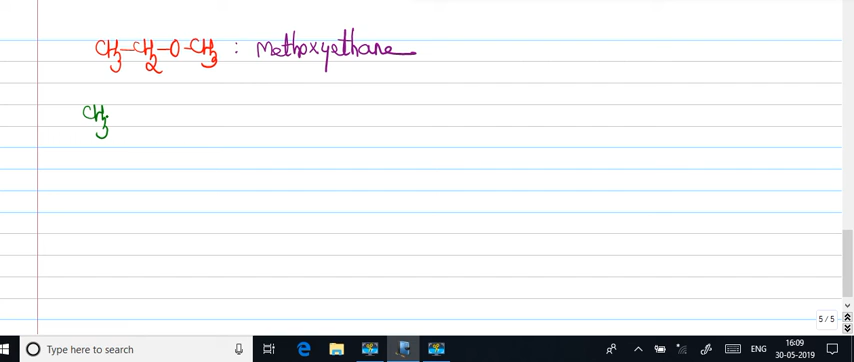 CH3-CH2-O-CH3 : Methoxyethane
CH3
5 / 5
Type here to search
ENG
16:09
30-05-2019